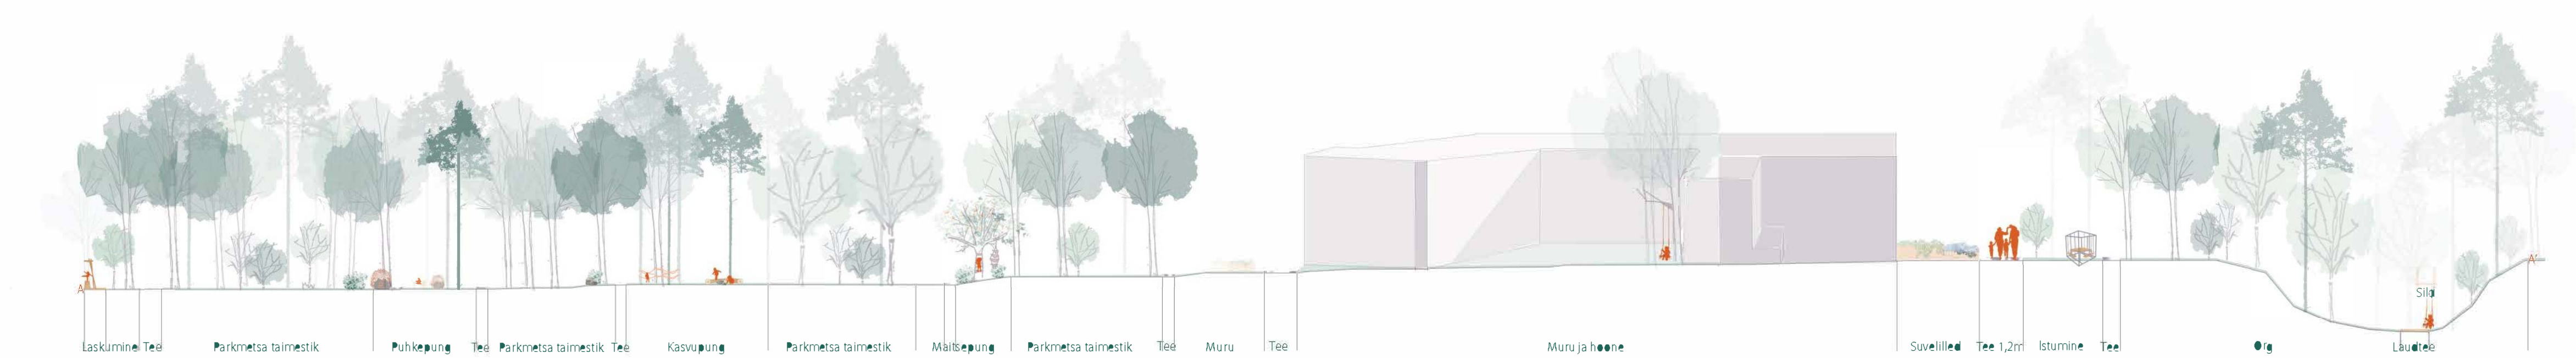 A
A'
Sild
Laskumine Tee Parkmetsa taimestik Puhkepung Tee Parkmetsa taimestik Tee Kasvupung Parkmetsa taimestik Maitsepung Parkmetsa taimestik Tee Muru Tee Muru ja hoone Suvelilled Tee 1,2m Istumine Tee Org Laudtee